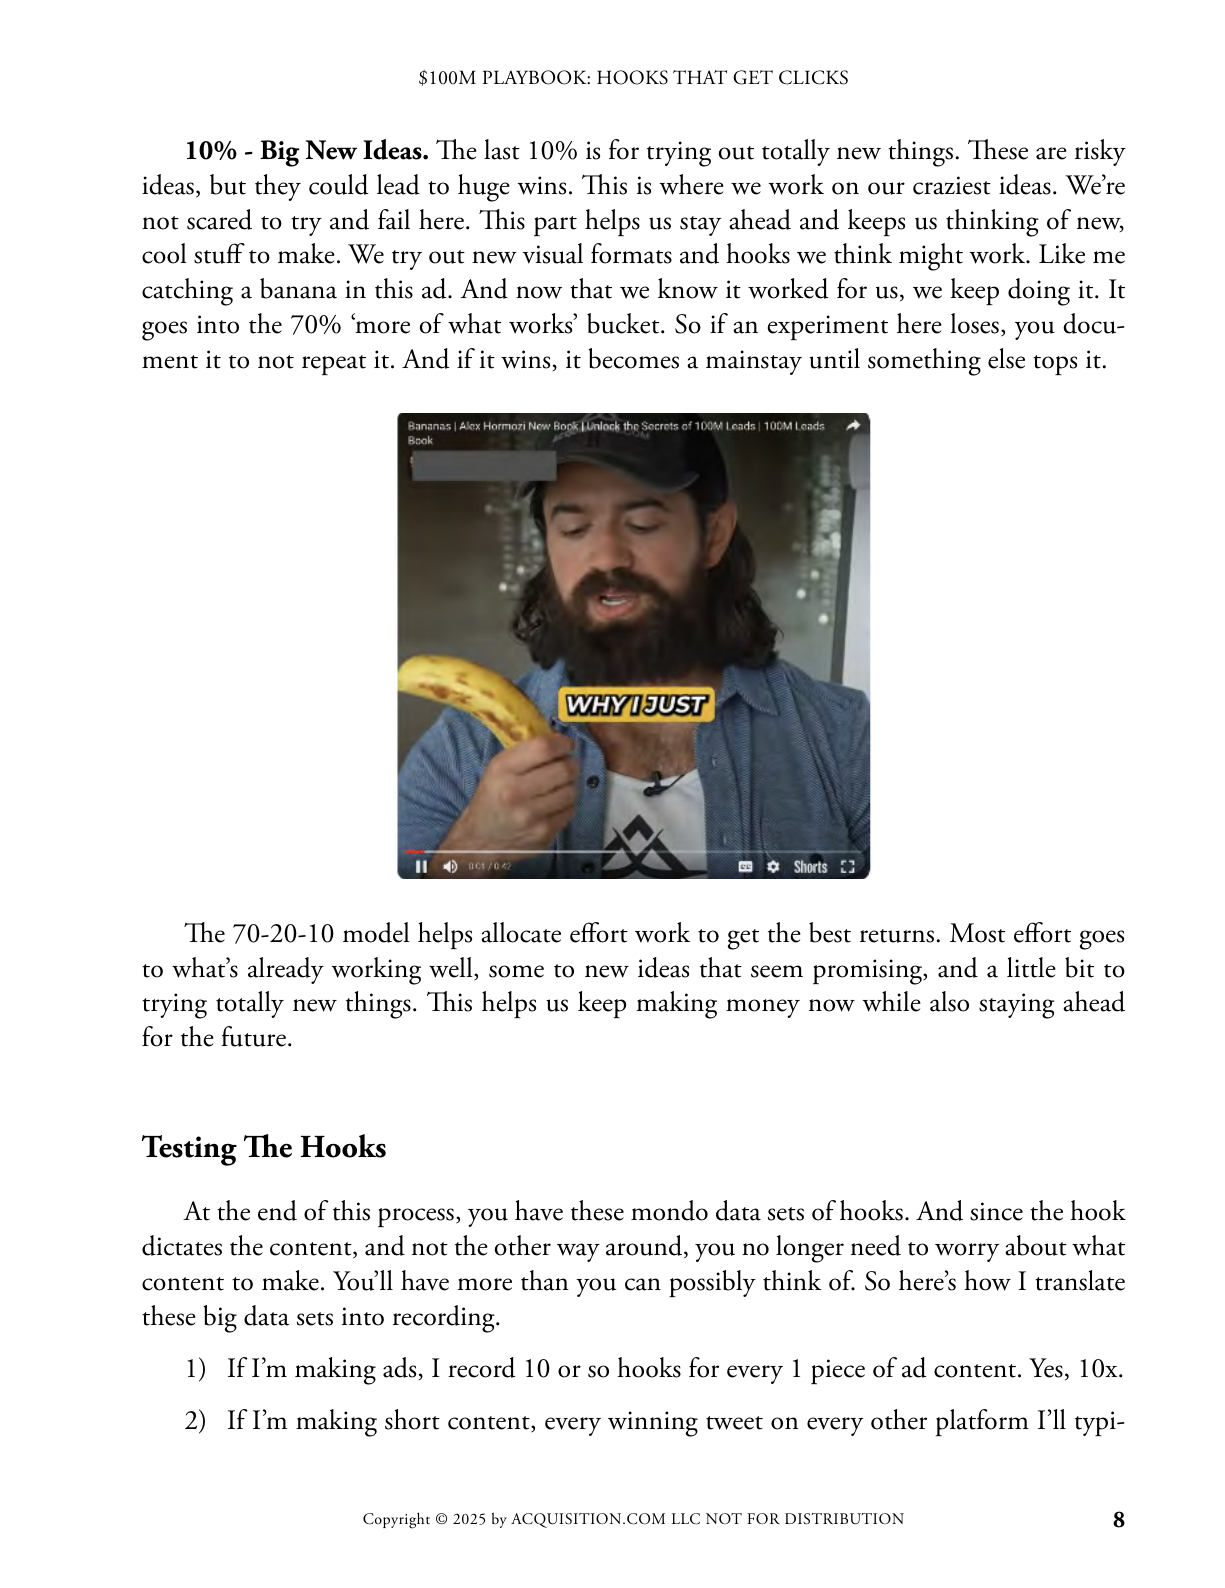 $100M PLAYBOOK: HOOKS THAT GET CLICKS
10% - Big New Ideas. The last 10% is for trying out totally new things. These are risky
ideas, but they could lead to huge wins. This is where we work on our craziest ideas. We’re
not scared to try and fail here. This part helps us stay ahead and keeps us thinking of new,
cool stuff to make. We try out new visual formats and hooks we think might work. Like me
catching a banana in this ad. And now that we know it worked for us, we keep doing it. It
goes into the 70% ‘more of what works’ bucket. So if an experiment here loses, you docu-
ment it to not repeat it. And if it wins, it becomes a mainstay until something else tops it.
Bananas | Alex Hormozi New Book | Unlock the Secrets of 100M Leads | 100M Leads
Book
WHY I JUST
0:01 / 0:42
Shorts
The 70-20-10 model helps allocate effort work to get the best returns. Most effort goes
to what’s already working well, some to new ideas that seem promising, and a little bit to
trying totally new things. This helps us keep making money now while also staying ahead
for the future.
Testing The Hooks
At the end of this process, you have these mondo data sets of hooks. And since the hook
dictates the content, and not the other way around, you no longer need to worry about what
content to make. You’ll have more than you can possibly think of. So here’s how I translate
these big data sets into recording.
1) If I’m making ads, I record 10 or so hooks for every 1 piece of ad content. Yes, 10x.
2) If I’m making short content, every winning tweet on every other platform I’ll typi-
Copyright © 2025 by ACQUISITION.COM LLC NOT FOR DISTRIBUTION
8